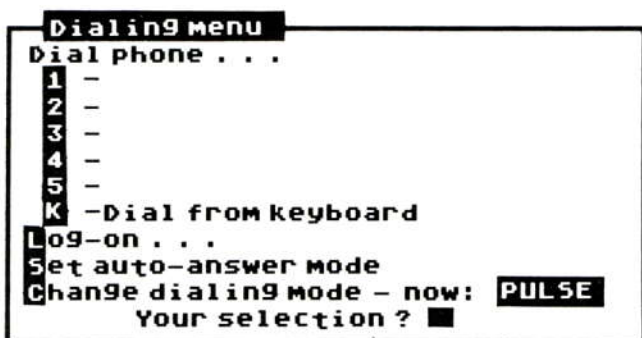 Dialing Menu
Dial phone . . .
1 -
2 -
3 -
4 -
5 -
K -Dial from keyboard
Log-on . . .
Set auto-answer mode
Change dialing mode - now: PULSE
Your selection ?